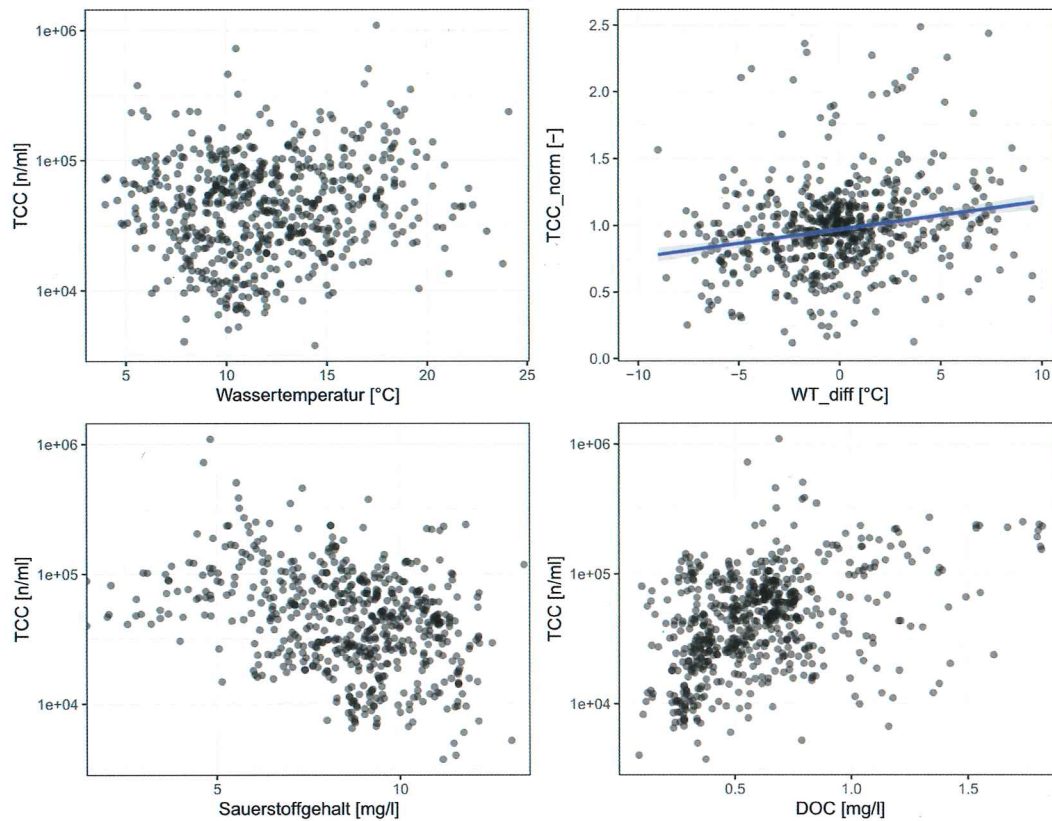 1e+06
1e+05
1e+04
TCC [n/ml]
5
10
15
20
25
Wassertemperatur [°C]
2.5
2.0
1.5
1.0
0.5
0.0
TCC_norm [−]
−10
−5
0
5
10
WT_diff [°C]
1e+06
1e+05
1e+04
TCC [n/ml]
5
10
Sauerstoffgehalt [mg/l]
1e+06
1e+05
1e+04
TCC [n/ml]
0.5
1.0
1.5
DOC [mg/l]